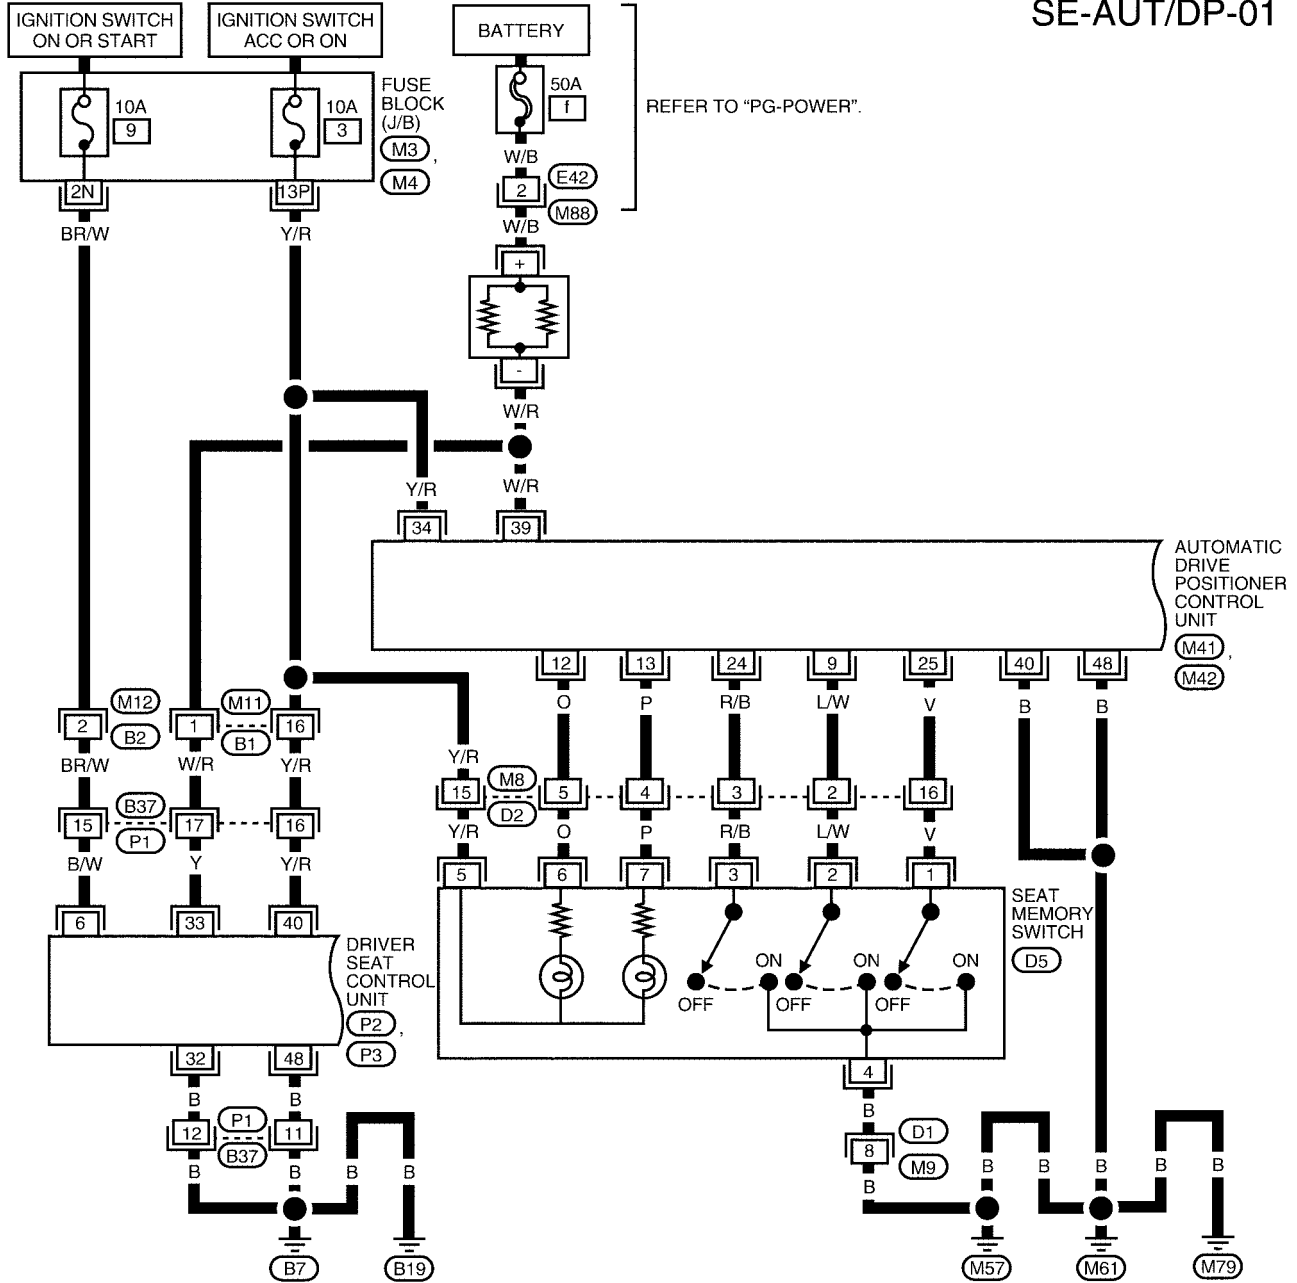 SE-AUT/DP-01
IGNITION SWITCH
ON OR START
IGNITION SWITCH
ACC OR ON
BATTERY
10A
9
10A
3
FUSE
BLOCK
(J/B)
M3 ,
M4
50A
f
REFER TO “PG-POWER”.
W/B
2
E42
M88
W/B
2N
13P
BR/W
Y/R
+
-
W/R
Y/R
W/R
34
39
AUTOMATIC
DRIVE
POSITIONER
CONTROL
UNIT
M41 ,
M42
12
13
24
9
25
40
48
O
P
R/B
L/W
V
B
B
2
M12
B2
1
M11
B1
16
BR/W
W/R
Y/R
Y/R
15
M8
D2
5
4
3
2
16
15
B37
P1
17
16
Y/R
O
P
R/B
L/W
V
B/W
Y
Y/R
5
6
7
3
2
1
6
33
40
SEAT
MEMORY
SWITCH
D5
DRIVER
SEAT
CONTROL
UNIT
P2 ,
P3
OFF
ON
OFF
ON
OFF
ON
32
48
4
B
B
B
12
P1
B37
11
8
D1
M9
B
B
B
B
B
B
B
B
B
B
B7
B19
M57
M61
M79